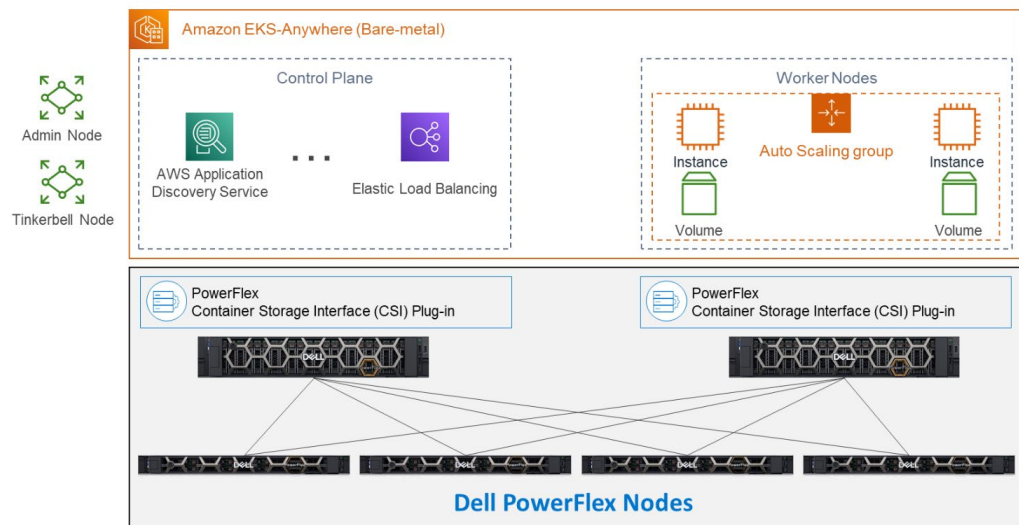 Amazon EKS-Anywhere (Bare-metal)
Control Plane
Worker Nodes
Admin Node
Tinkerbell Node
AWS Application
Discovery Service
...
Elastic Load Balancing
Instance
Auto Scaling group
Instance
Volume
Volume
PowerFlex
Container Storage Interface (CSI) Plug-in
PowerFlex
Container Storage Interface (CSI) Plug-in
DELL
DELL
DELL
DELL
DELL
DELL
Dell PowerFlex Nodes